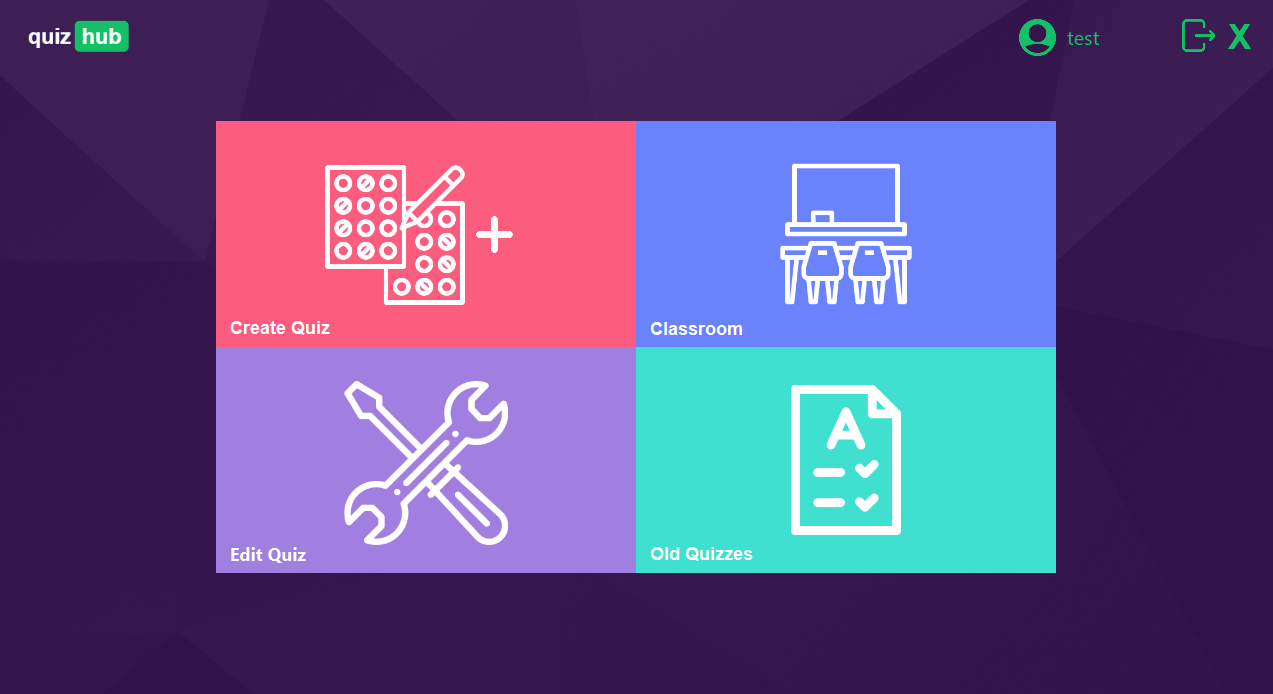 quiz hub
test
X
Create Quiz
Classroom
A
Edit Quiz
Old Quizzes